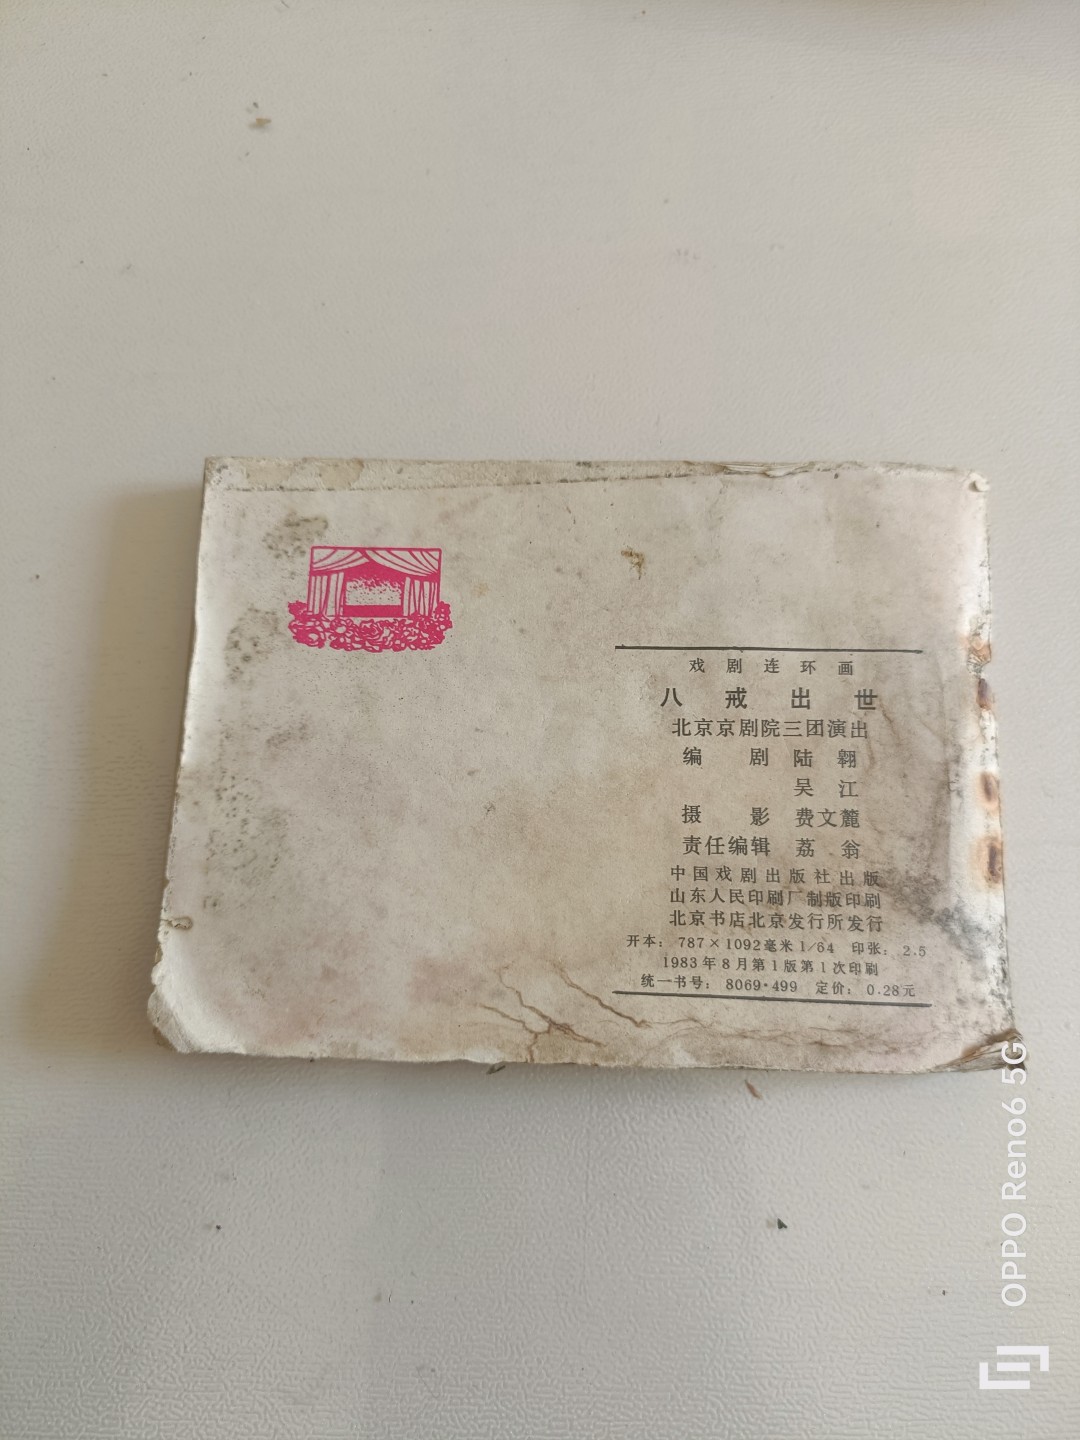 戏剧连环画
八戒出世
北京京剧院三团演出
编剧 陆翱
吴江
摄影 费文麓
责任编辑 荔翁
中国戏剧出版社出版
山东人民印刷厂制版印刷
北京书店北京发行所发行
开本：787×1092毫米1/64 印张：2.5
1983年8月第1版第1次印刷
统一书号：8069·499 定价：0.28元
OPPO Reno6 5G